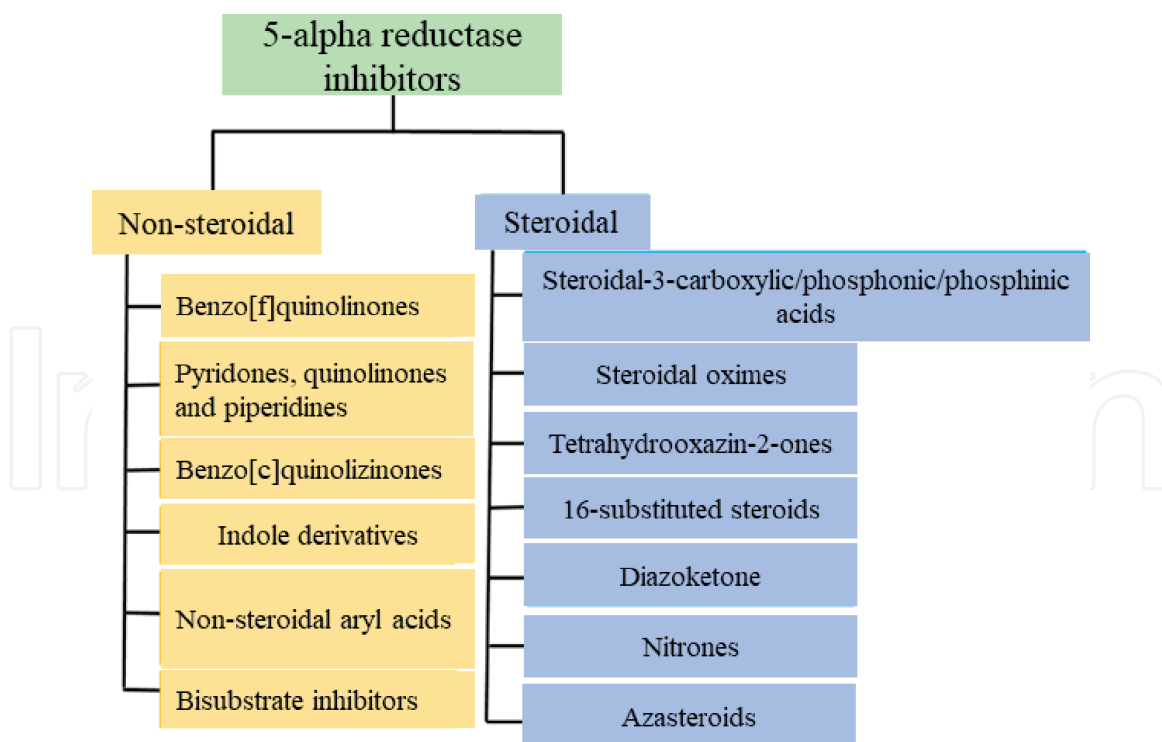 5-alpha reductase
inhibitors
Non-steroidal
Benzo[f]quinolinones
Pyridones, quinolinones
and piperidines
Benzo[c]quinolizinones
Indole derivatives
Non-steroidal aryl acids
Bisubstrate inhibitors
Steroidal
Steroidal-3-carboxylic/phosphonic/phosphinic
acids
Steroidal oximes
Tetrahydrooxazin-2-ones
16-substituted steroids
Diazoketone
Nitrones
Azasteroids